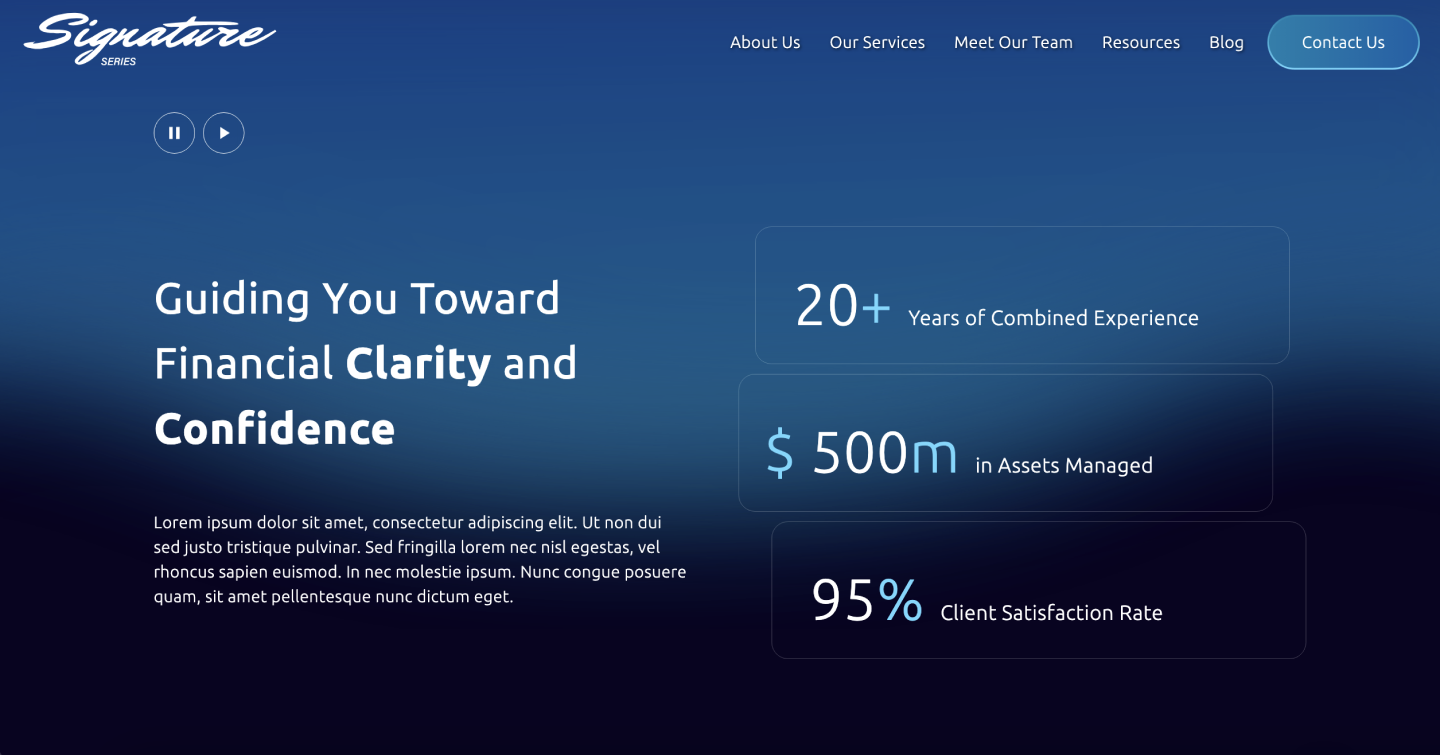 Signature
SERIES
About Us
Our Services
Meet Our Team
Resources
Blog
Contact Us
Guiding You Toward
Financial Clarity and
Confidence
Lorem ipsum dolor sit amet, consectetur adipiscing elit. Ut non dui
sed justo tristique pulvinar. Sed fringilla lorem nec nisl egestas, vel
rhoncus sapien euismod. In nec molestie ipsum. Nunc congue posuere
quam, sit amet pellentesque nunc dictum eget.
20+ Years of Combined Experience
$ 500m in Assets Managed
95% Client Satisfaction Rate